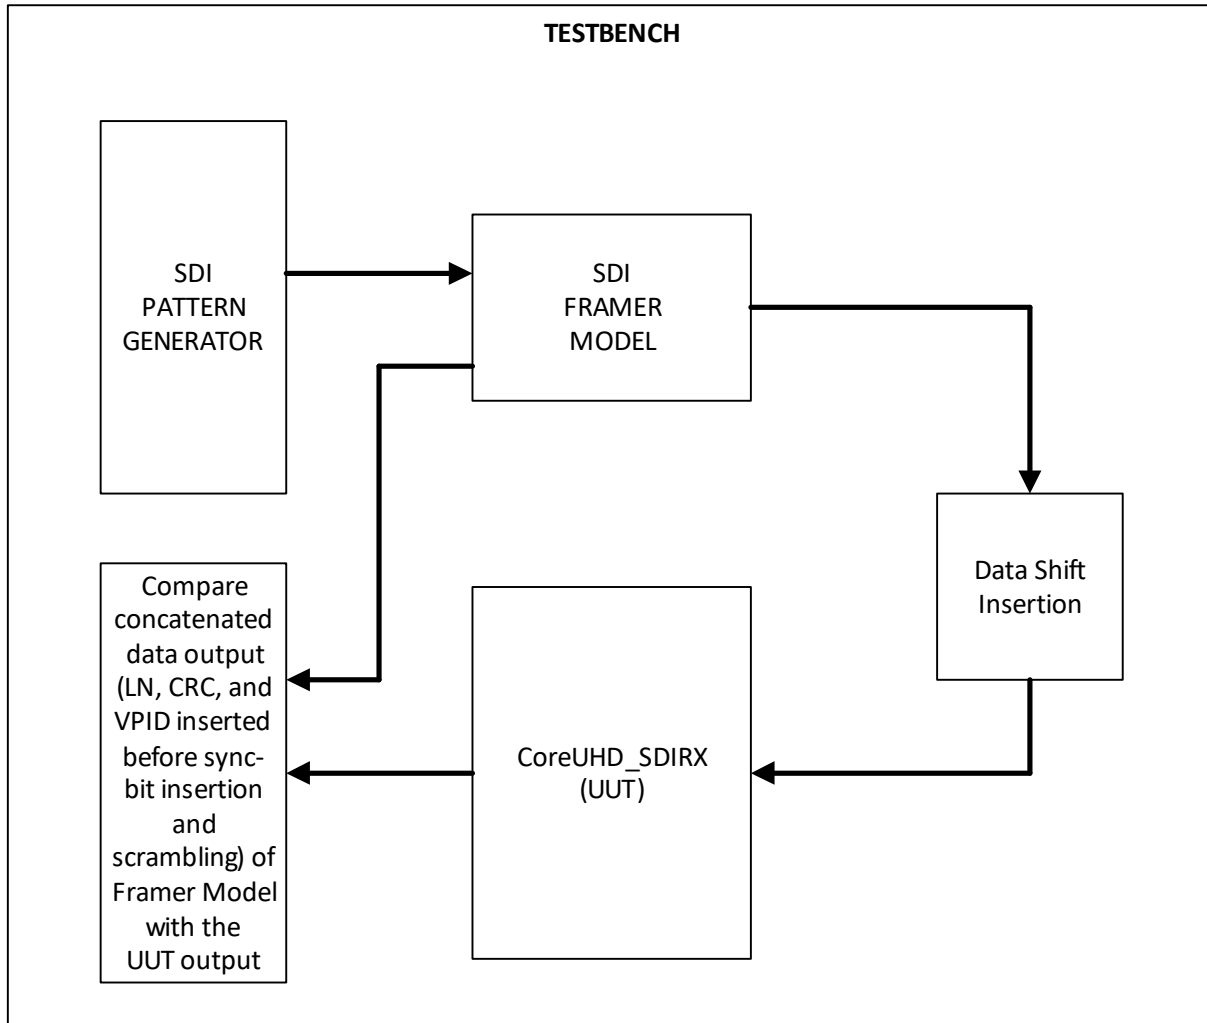 TESTBENCH
SDI
PATTERN
GENERATOR
SDI
FRAMER
MODEL
Data Shift
Insertion
Compare
concatenated
data output
(LN, CRC, and
VPID inserted
before sync-
bit insertion
and
scrambling) of
Framer Model
with the
UUT output
CoreUHD_SDIRX
(UUT)